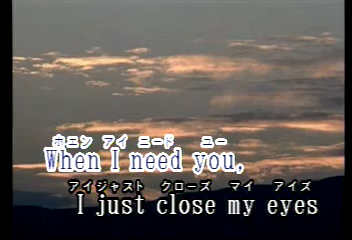 ホエン アイ ニード ユー
When I need you,
アイジャスト クローズ マイ アイズ
I just close my eyes